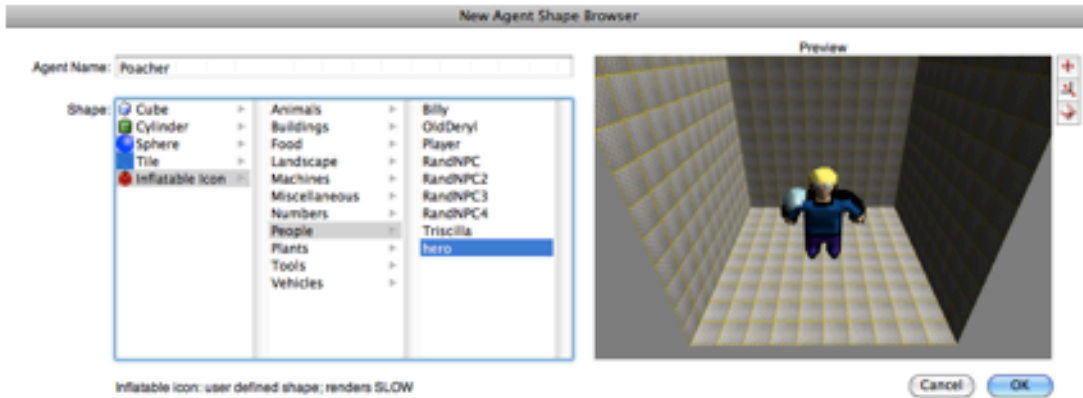 New Agent Shape Browser
Agent Name: Poacher
Preview
Shape:
Cube
Cylinder
Sphere
Tile
Inflatable Icon
Animals
Buildings
Food
Landscape
Machines
Miscellaneous
Numbers
People
Plants
Tools
Vehicles
Billy
OldDeryl
Player
RandNPC
RandNPC2
RandNPC3
RandNPC4
Triscilla
hero
Inflatable icon: user defined shape; renders SLOW
Cancel
OK